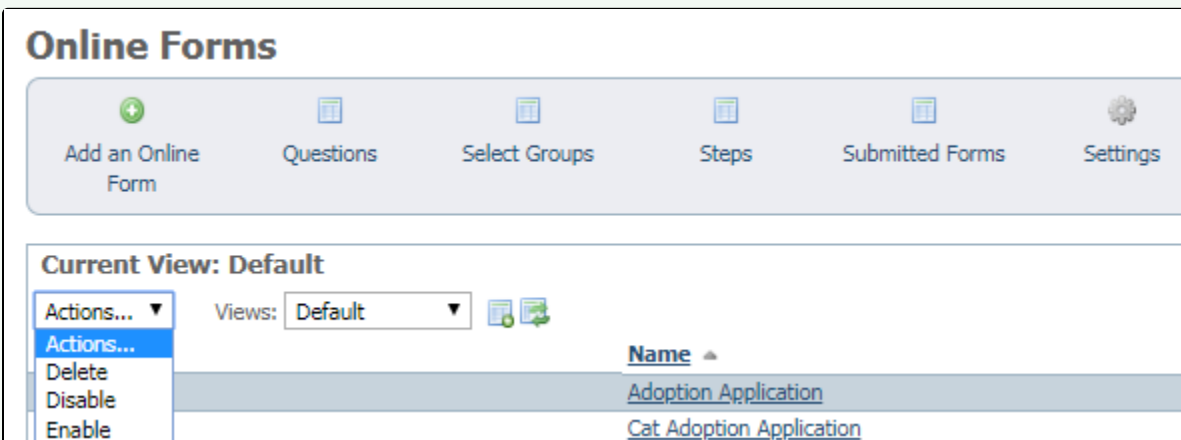 Online Forms
Add an Online
Form
Questions
Select Groups
Steps
Submitted Forms
Settings
Current View: Default
Actions...
Views: Default
Actions...
Delete
Disable
Enable
Name
Adoption Application
Cat Adoption Application